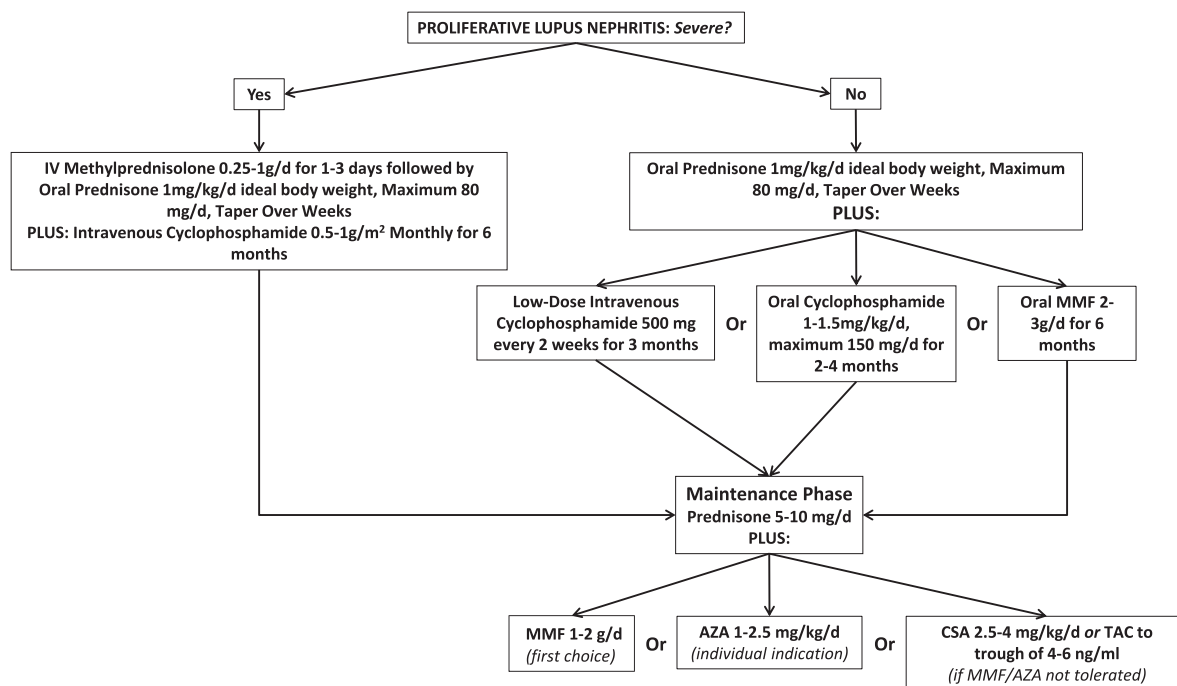 PROLIFERATIVE LUPUS NEPHRITIS: Severe?
Yes
No
IV Methylprednisolone 0.25-1g/d for 1-3 days followed by
Oral Prednisone 1mg/kg/d ideal body weight, Maximum 80
mg/d, Taper Over Weeks
PLUS: Intravenous Cyclophosphamide 0.5-1g/m² Monthly for 6
months
Oral Prednisone 1mg/kg/d ideal body weight, Maximum
80 mg/d, Taper Over Weeks
PLUS:
Low-Dose Intravenous
Cyclophosphamide 500 mg
every 2 weeks for 3 months
Or
Oral Cyclophosphamide
1-1.5mg/kg/d,
maximum 150 mg/d for
2-4 months
Or
Oral MMF 2-
3g/d for 6
months
Maintenance Phase
Prednisone 5-10 mg/d
PLUS:
MMF 1-2 g/d
(first choice)
Or
AZA 1-2.5 mg/kg/d
(individual indication)
Or
CSA 2.5-4 mg/kg/d or TAC to
trough of 4-6 ng/ml
(if MMF/AZA not tolerated)